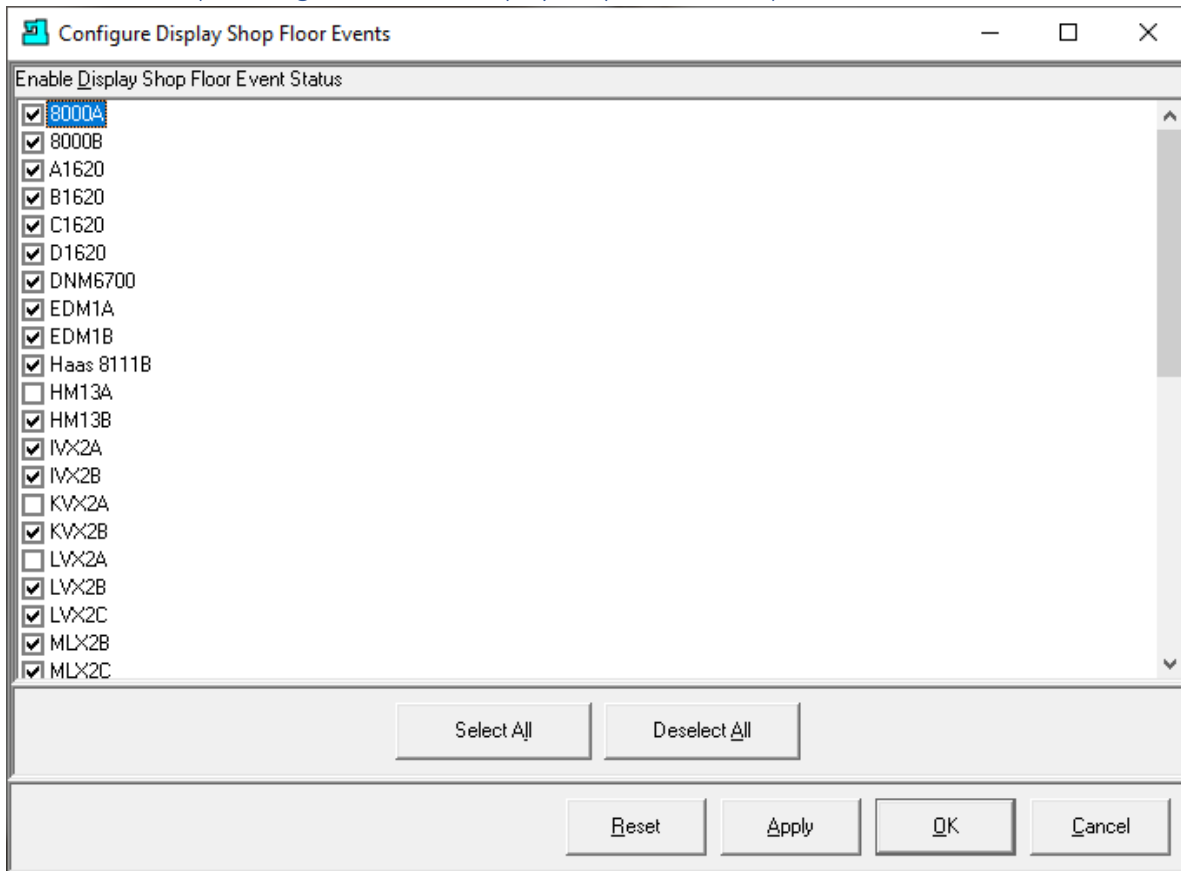 Configure Display Shop Floor Events
Enable Display Shop Floor Event Status
8000A
8000B
A1620
B1620
C1620
D1620
DNM6700
EDM1A
EDM1B
Haas 8111B
HM13A
HM13B
IVX2A
IVX2B
KVX2A
KVX2B
LVX2A
LVX2B
LVX2C
MLX2B
MLX2C
Select All Deselect All
Reset Apply OK Cancel